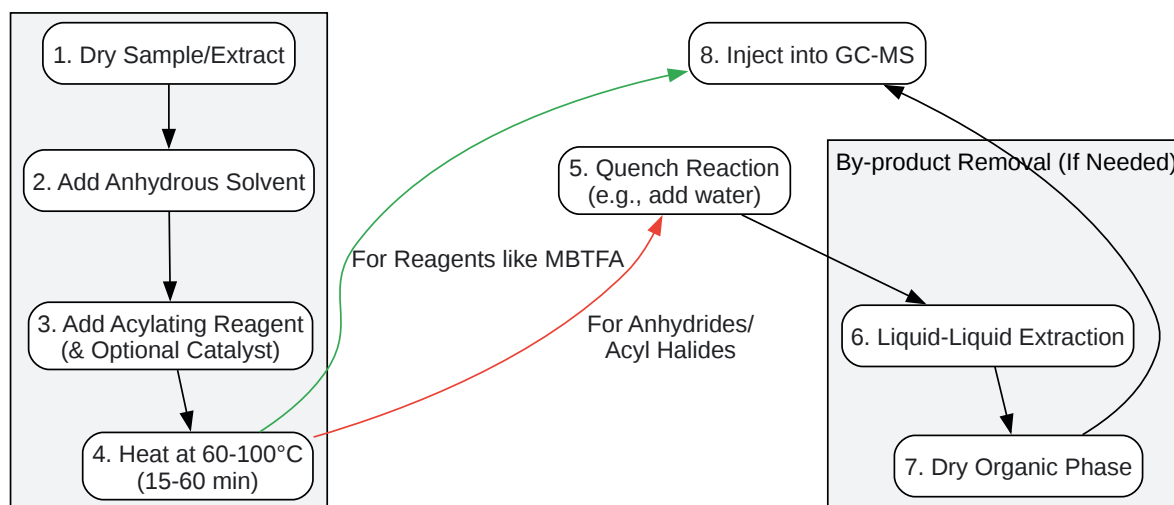 1. Dry Sample/Extract
2. Add Anhydrous Solvent
3. Add Acylating Reagent
(& Optional Catalyst)
4. Heat at 60-100°C
(15-60 min)
For Reagents like MBTFA
For Anhydrides/
Acyl Halides
5. Quench Reaction
(e.g., add water)
By-product Removal (If Needed)
6. Liquid-Liquid Extraction
7. Dry Organic Phase
8. Inject into GC-MS